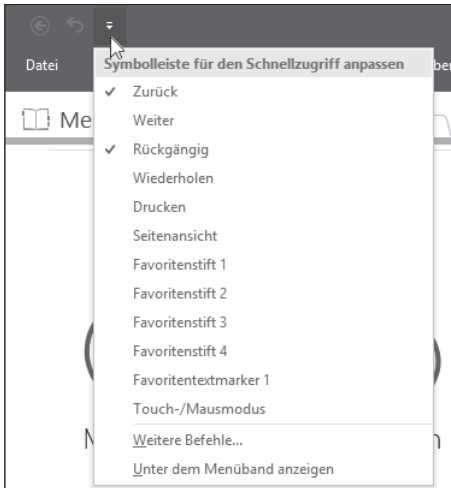 Datei
Symbolleiste für den Schnellzugriff anpassen
Me
Zurück
Weiter
Rückgängig
Wiederholen
Drucken
Seitenansicht
Favoritenstift 1
Favoritenstift 2
Favoritenstift 3
Favoritenstift 4
Favoritentextmarker 1
Touch-/Mausmodus
Weitere Befehle...
Unter dem Menüband anzeigen